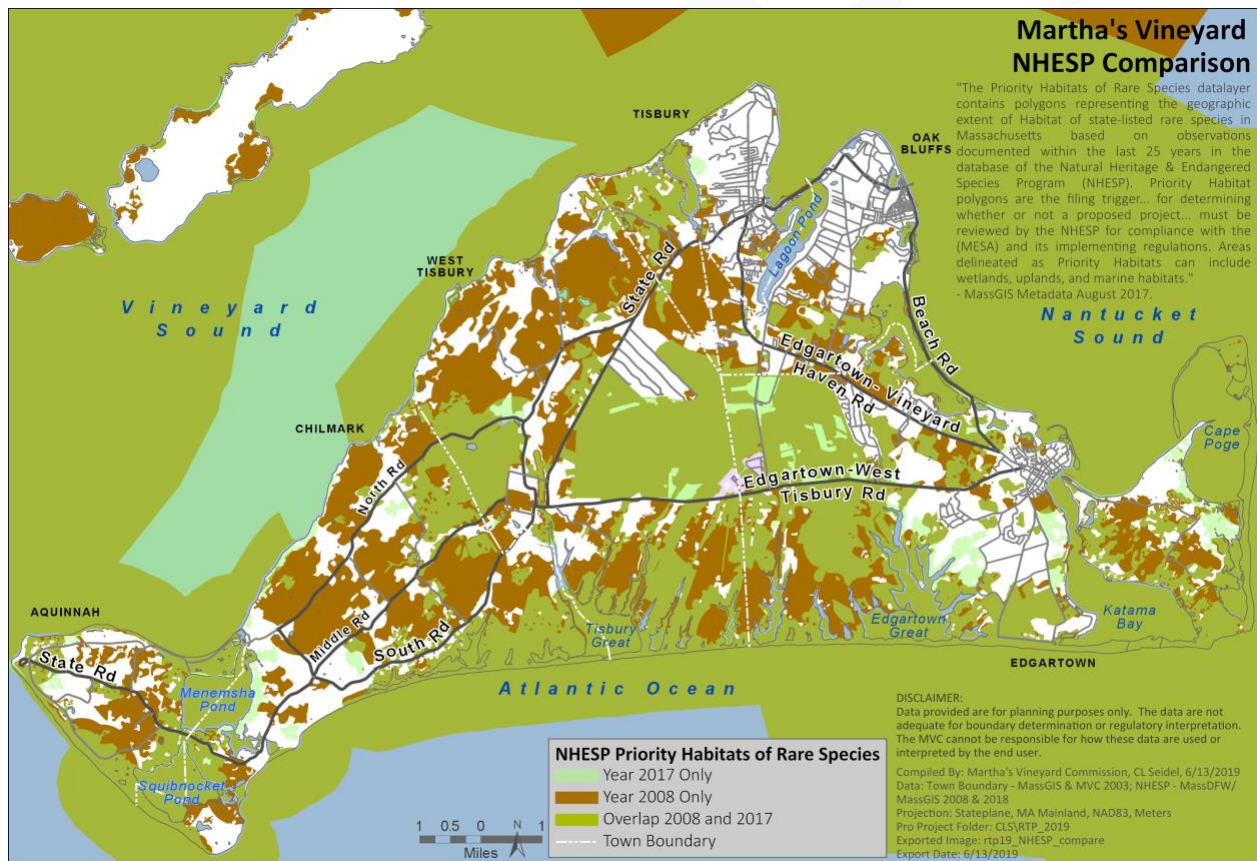 Martha's Vineyard
NHESP Comparison
"The Priority Habitats of Rare Species datalayer
contains polygons representing the geographic
extent of Habitat of state-listed rare species in
Massachusetts based on observations
documented within the last 25 years in the
database of the Natural Heritage & Endangered
Species Program (NHESP). Priority Habitat
polygons are the filing trigger... for determining
whether or not a proposed project... must be
reviewed by the NHESP for compliance with the
(MESA) and its implementing regulations. Areas
delineated as Priority Habitats can include
wetlands, uplands, and marine habitats."
- MassGIS Metadata August 2017.
TISBURY
OAK
BLUFFS
Lagoon Pond
WEST
TISBURY
State Rd
Vineyard
Sound
Nantucket
Sound
Beach Rd
Edgartown-Vineyard
Haven Rd
CHILMARK
Cape
Poge
North Rd
Edgartown-West
Tisbury Rd
AQUINNAH
State Rd
Middle Rd
South Rd
Tisbury
Great
Edgartown
Great
Katama
Bay
EDGARTOWN
Menemsha
Pond
Atlantic Ocean
Squibnocket
Pond
DISCLAIMER:
Data provided are for planning purposes only. The data are not
adequate for boundary determination or regulatory interpretation.
The MVC cannot be responsible for how these data are used or
interpreted by the end user.
Compiled By: Martha's Vineyard Commission, CL Seidel, 6/13/2019
Data: Town Boundary - MassGIS & MVC 2003; NHESP - MassDFW/
MassGIS 2008 & 2018
Projection: Stateplane, MA Mainland, NAD83, Meters
Pro Project Folder: CLS\RTP_2019
Exported Image: rtp19_NHESP_compare
Export Date: 6/13/2019
NHESP Priority Habitats of Rare Species
Year 2017 Only
Year 2008 Only
Overlap 2008 and 2017
Town Boundary
1 0.5 0 1
Miles
N